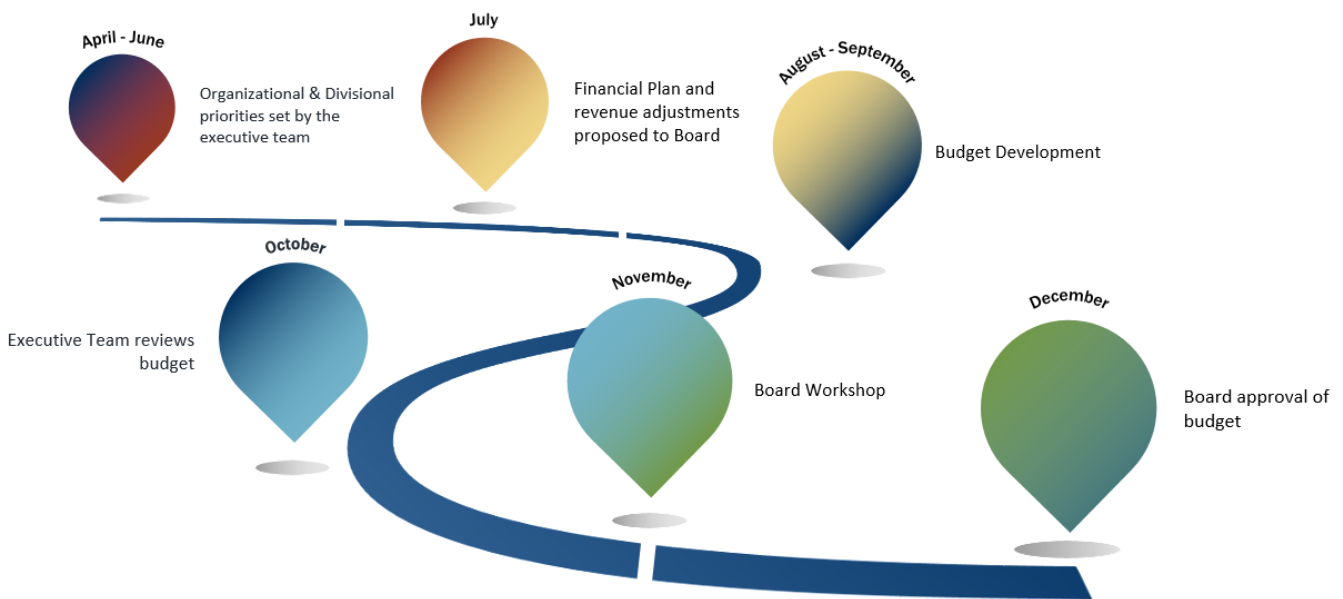 April - June
Organizational & Divisional
priorities set by the
executive team
July
Financial Plan and
revenue adjustments
proposed to Board
August - September
Budget Development
October
Executive Team reviews
budget
November
Board Workshop
December
Board approval of
budget